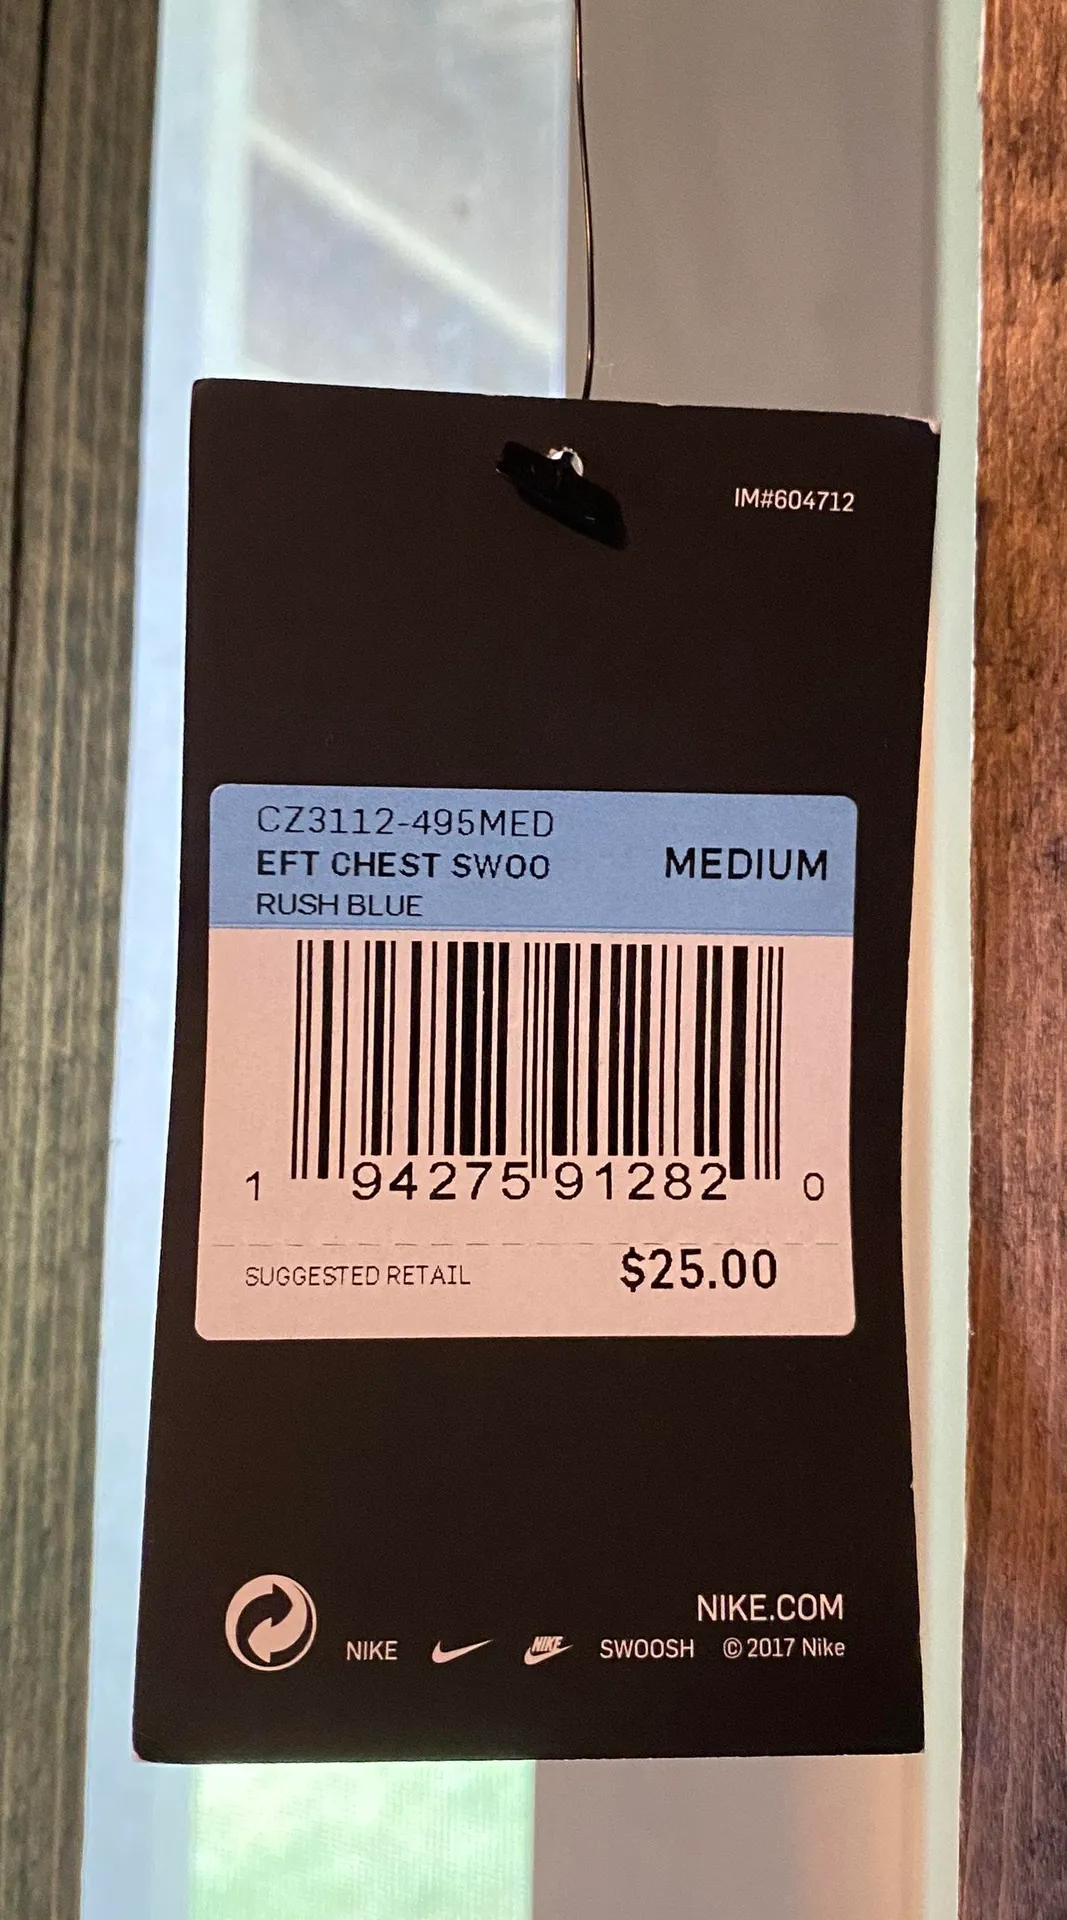 IM#604712
CZ3112-495MED
EFT CHEST SWOO
MEDIUM
RUSH BLUE
1 94275 91282 0
SUGGESTED RETAIL $25.00
NIKE.COM
NIKE NIKE SWOOSH © 2017 Nike